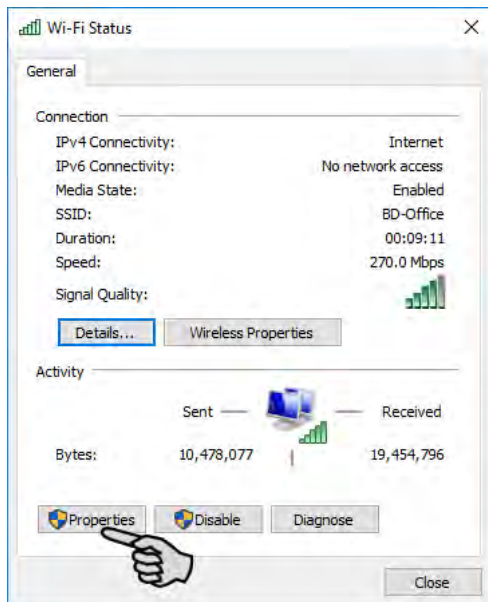 Wi-Fi Status
General
Connection
IPv4 Connectivity: Internet
IPv6 Connectivity: No network access
Media State: Enabled
SSID: BD-Office
Duration: 00:09:11
Speed: 270.0 Mbps
Signal Quality:
Details... Wireless Properties
Activity
Sent Received
Bytes: 10,478,077 19,454,796
Properties Disable Diagnose
Close